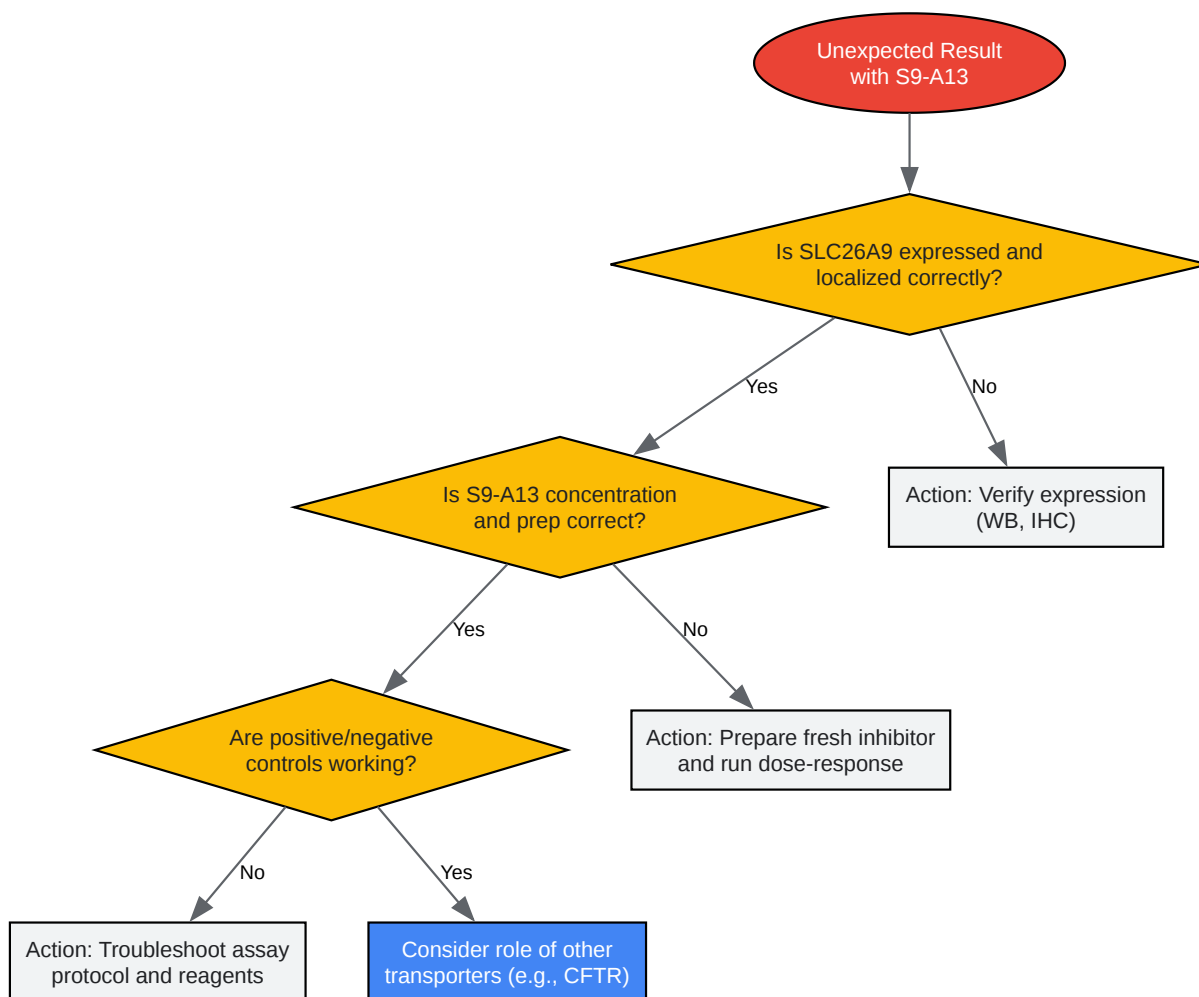 Unexpected Result
with S9-A13
Is SLC26A9 expressed and
localized correctly?
Yes
No
Is S9-A13 concentration
and prep correct?
Action: Verify expression
(WB, IHC)
Yes
No
Are positive/negative
controls working?
Action: Prepare fresh inhibitor
and run dose-response
No
Yes
Action: Troubleshoot assay
protocol and reagents
Consider role of other
transporters (e.g., CFTR)